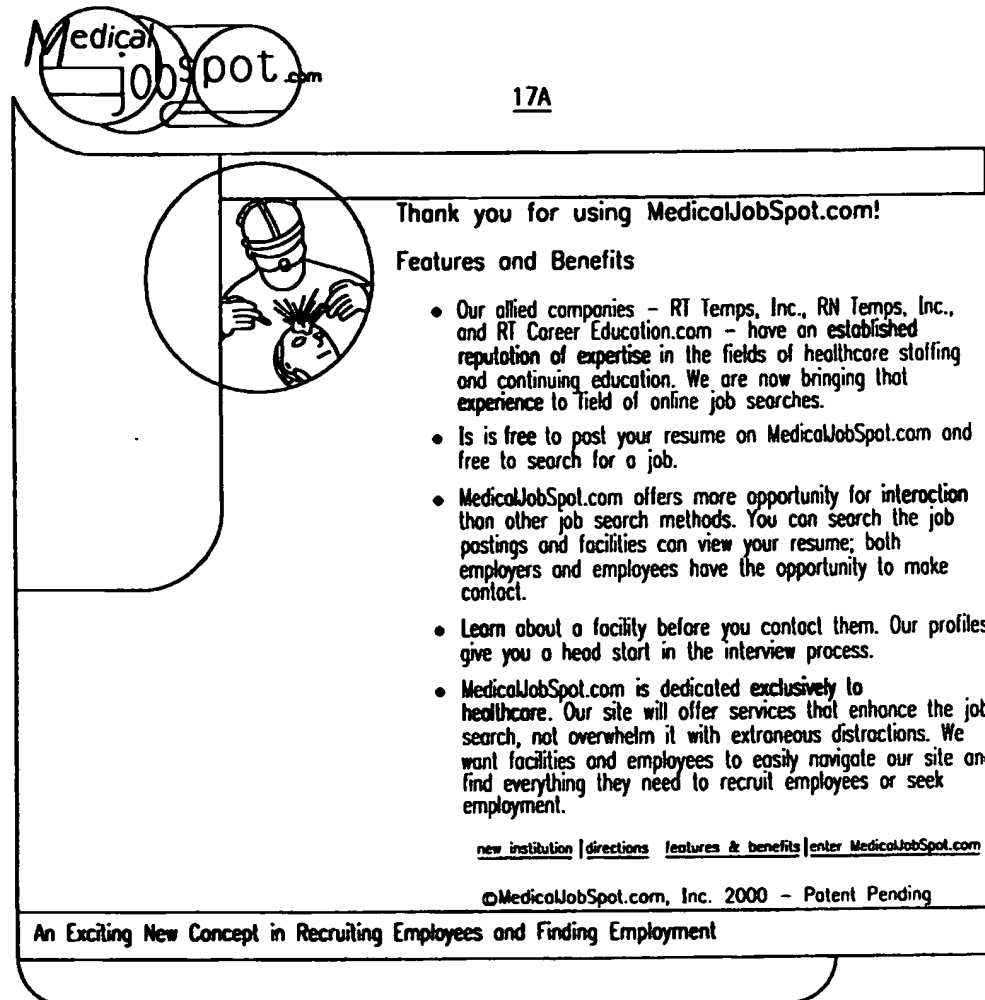 Medical
jobspot.com
17A
Thank you for using MedicalJobSpot.com!
Features and Benefits
• Our allied companies – RT Temps, Inc., RN Temps, Inc.,
and RT Career Education.com – have an established
reputation of expertise in the fields of healthcare staffing
and continuing education. We are now bringing that
experience to field of online job searches.
• Is is free to post your resume on MedicalJobSpot.com and
free to search for a job.
• MedicalJobSpot.com offers more opportunity for interaction
than other job search methods. You can search the job
postings and facilities can view your resume; both
employers and employees have the opportunity to make
contact.
• Learn about a facility before you contact them. Our profiles
give you a head start in the interview process.
• MedicalJobSpot.com is dedicated exclusively to
healthcare. Our site will offer services that enhance the job
search, not overwhelm it with extraneous distractions. We
want facilities and employees to easily navigate our site an
find everything they need to recruit employees or seek
employment.
new institution | directions features & benefits | enter MedicalJobSpot.com
©MedicalJobSpot.com, Inc. 2000 – Patent Pending
An Exciting New Concept in Recruiting Employees and Finding Employment